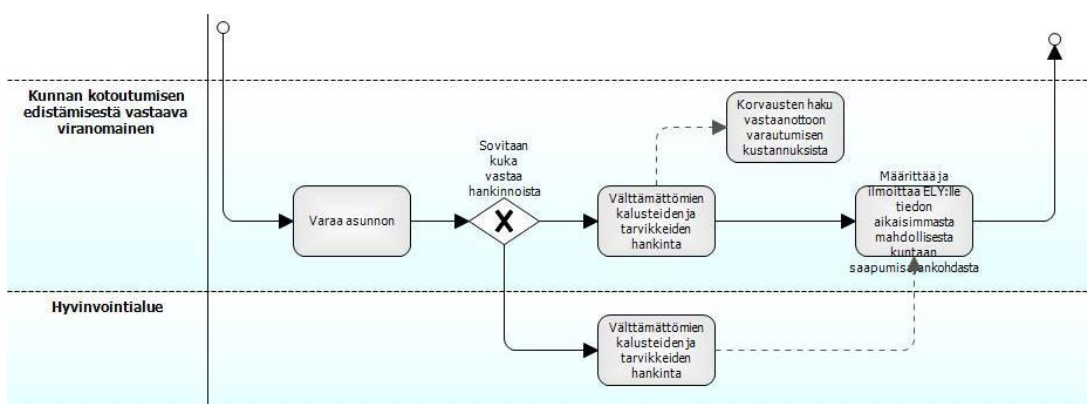 Kunnan kotoutumisen
edistämisestä vastaava
viranomainen
Varaa asunnon
Sovitaan
kuka
vastaa
hankinnoista
Välttämättömien
kalusteiden ja
tarvikkeiden
hankinta
Korvausten haku
vastaanottoon
varautumisen
kustannuksista
Määrittää ja
ilmoittaa ELY:lle
tiedon
aikaisimmasta
mahdollisesta
kuntaan
saapumisajankohdasta
Hyvinvointialue
Välttämättömien
kalusteiden ja
tarvikkeiden
hankinta